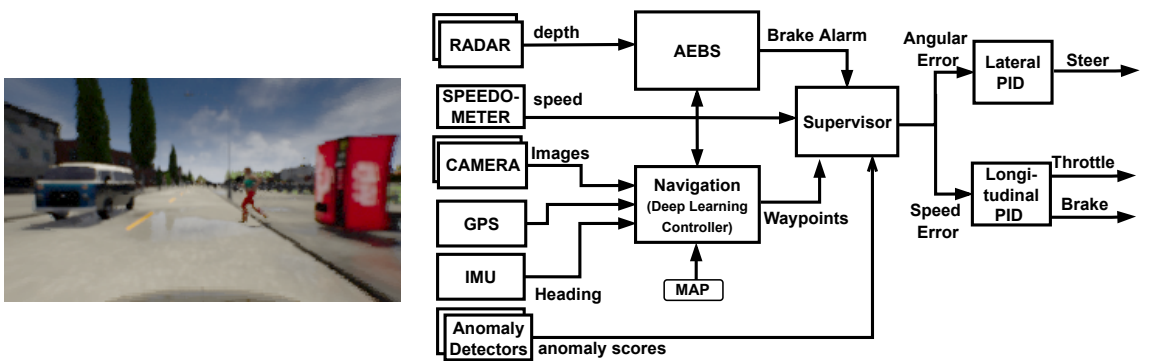 RADAR
depth
AEBS
Brake Alarm
SPEEDO-
METER
speed
CAMERA
Images
GPS
IMU
Heading
Anomaly
Detectors
anomaly scores
Navigation
(Deep Learning
Controller)
Waypoints
MAP
Supervisor
Angular
Error
Lateral
PID
Steer
Speed
Error
Longi-
tudinal
PID
Throttle
Brake